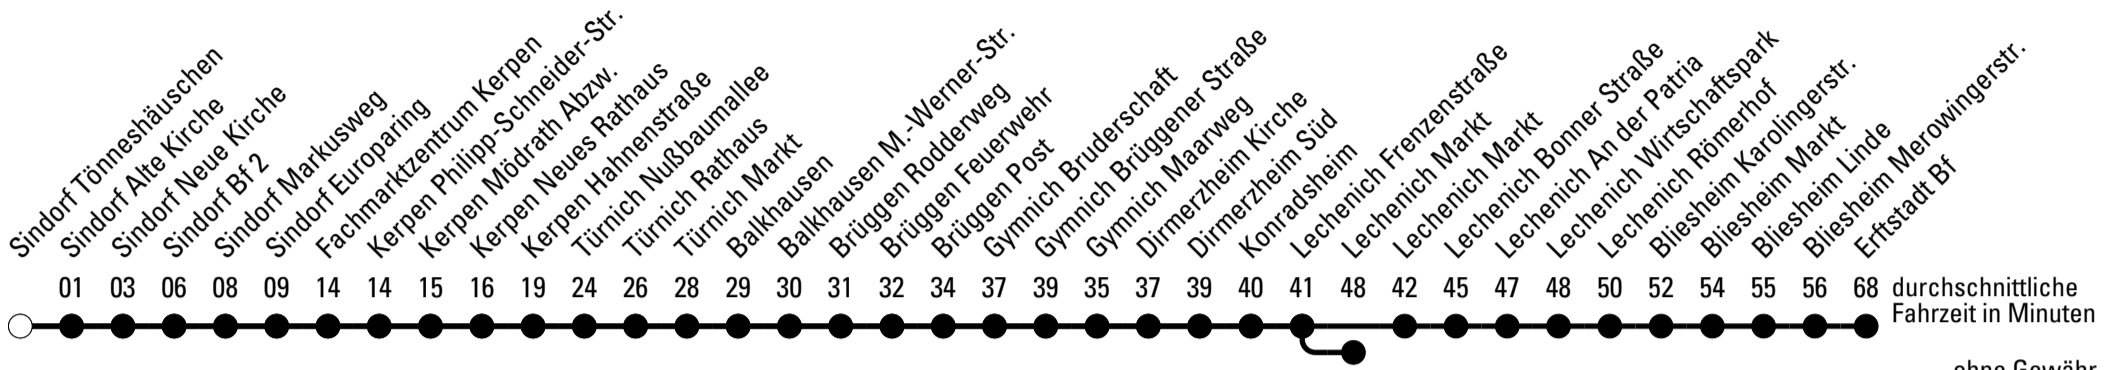 Sindorf Tönneshäuschen
Sindorf Alte Kirche
Sindorf Neue Kirche
Sindorf Bf 2
Sindorf Markusweg
Sindorf Europaring
Fachmarktzentrum Kerpen
Kerpen Philipp-Schneider-Str.
Kerpen Mödrath Abzw.
Kerpen Neues Rathaus
Kerpen Hahnenstraße
Türnich Nußbaumallee
Türnich Rathaus
Türnich Markt
Balkhausen
Balkhausen M.-Werner-Str.
Brüggen Rodderweg
Brüggen Feuerwehr
Brüggen Post
Gymnich Bruderschaft
Gymnich Brüggener Straße
Gymnich Maarweg
Dirmerzheim Kirche
Dirmerzheim Süd
Konradsheim
Lechenich Frenzenstraße
Lechenich Markt
Lechenich Markt
Lechenich Bonner Straße
Lechenich An der Patria
Lechenich Wirtschaftspark
Lechenich Römerhof
Bliesheim Karolingerstr.
Bliesheim Markt
Bliesheim Linde
Bliesheim Merowingerstr.
Erftstadt Bf
01 03 06 08 09 14 14 15 16 19 24 26 28 29 30 31 32 34 37 39 35 37 39 40 41 48 42 45 47 48 50 52 54 55 56 68 durchschnittliche
Fahrzeit in Minuten
ohne Gewähr